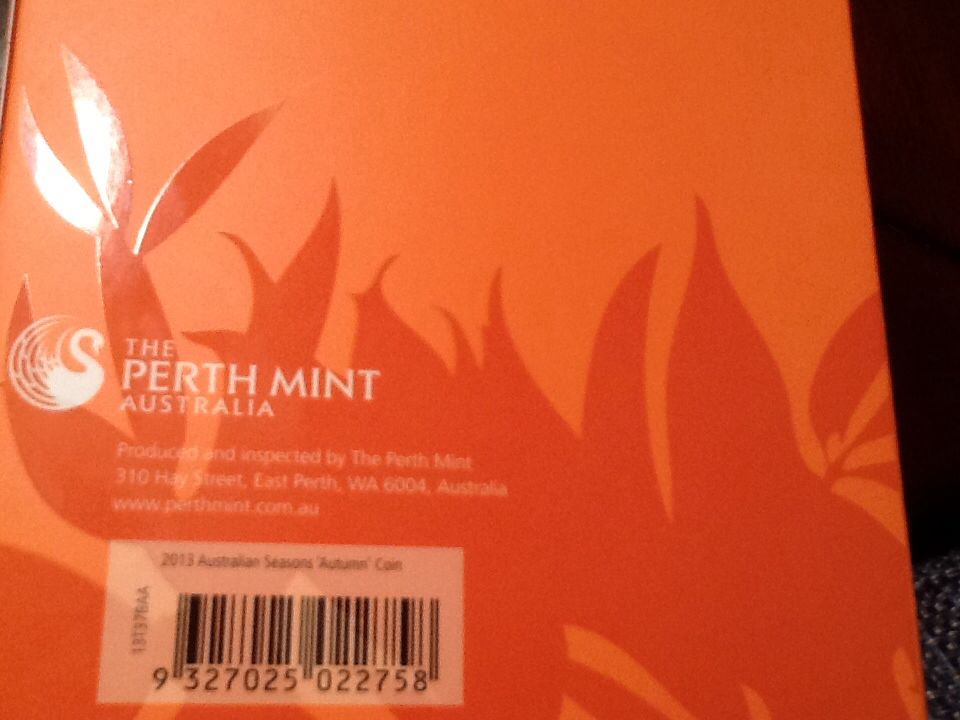 THE
PERTH MINT
AUSTRALIA
Produced and inspected by The Perth Mint
310 Hay Street, East Perth, WA 6004, Australia
www.perthmint.com.au
2013 Australian Seasons 'Autumn' Coin
9 327025 022758